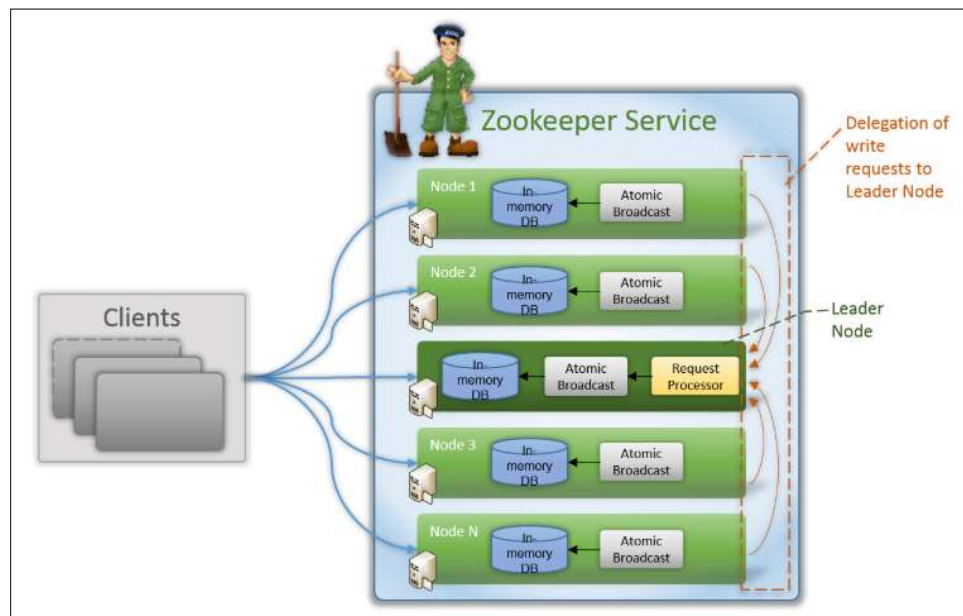 Zookeeper Service
Delegation of
write
requests to
Leader Node
Node 1
In-
memory
DB
Atomic
Broadcast
Node 2
In-
memory
DB
Atomic
Broadcast
Clients
Leader
Node
In-
memory
DB
Atomic
Broadcast
Request
Processor
Node 3
In-
memory
DB
Atomic
Broadcast
Node N
In-
memory
DB
Atomic
Broadcast